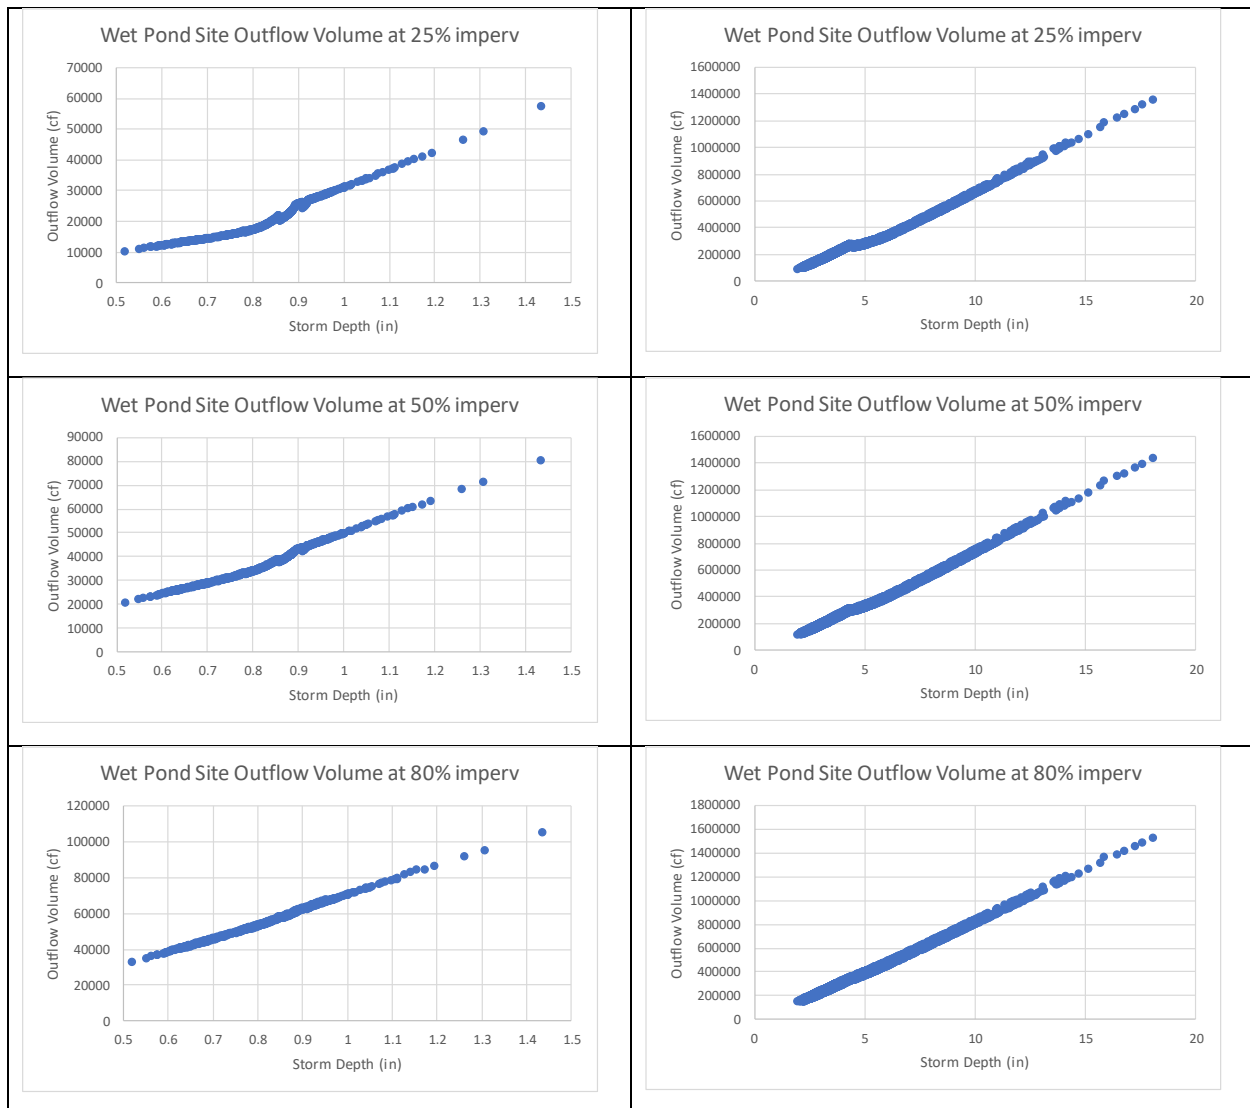 Wet Pond Site Outflow Volume at 25% imperv
70000
60000
50000
40000
30000
20000
10000
0
Outflow Volume (cf)
0.5 0.6 0.7 0.8 0.9 1 1.1 1.2 1.3 1.4 1.5
Storm Depth (in)
Wet Pond Site Outflow Volume at 25% imperv
1600000
1400000
1200000
1000000
800000
600000
400000
200000
0
Outflow Volume (cf)
0 5 10 15 20
Storm Depth (in)
Wet Pond Site Outflow Volume at 50% imperv
90000
80000
70000
60000
50000
40000
30000
20000
10000
0
Outflow Volume (cf)
0.5 0.6 0.7 0.8 0.9 1 1.1 1.2 1.3 1.4 1.5
Storm Depth (in)
Wet Pond Site Outflow Volume at 50% imperv
1600000
1400000
1200000
1000000
800000
600000
400000
200000
0
Outflow Volume (cf)
0 5 10 15 20
Storm Depth (in)
Wet Pond Site Outflow Volume at 80% imperv
120000
100000
80000
60000
40000
20000
0
Outflow Volume (cf)
0.5 0.6 0.7 0.8 0.9 1 1.1 1.2 1.3 1.4 1.5
Storm Depth (in)
Wet Pond Site Outflow Volume at 80% imperv
1800000
1600000
1400000
1200000
1000000
800000
600000
400000
200000
0
Outflow Volume (cf)
0 5 10 15 20
Storm Depth (in)